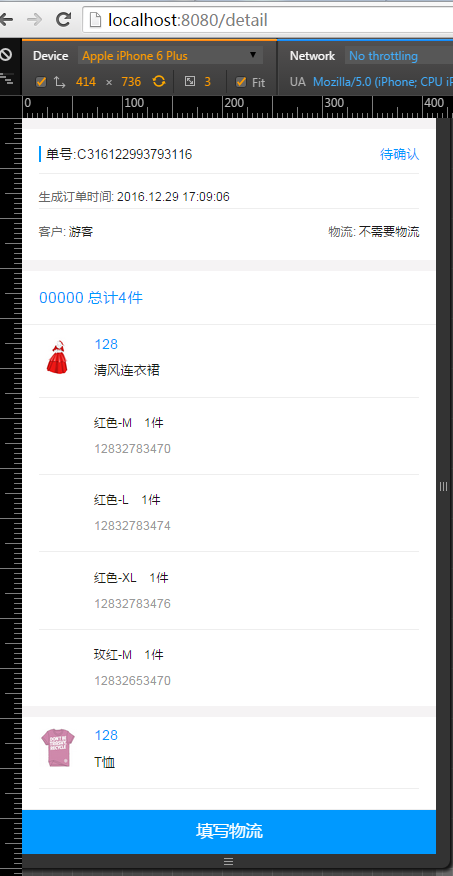 localhost:8080/detail
Device Apple iPhone 6 Plus ▼ Network No throttling
414 × 736 3 Fit UA Mozilla/5.0 (iPhone; CPU iP
0 100 200 300 400
单号:C316122993793116 待确认
生成订单时间: 2016.12.29 17:09:06
客户: 游客 物流: 不需要物流
00000 总计4件
128
清风连衣裙
红色-M 1件
12832783470
红色-L 1件
12832783474
红色-XL 1件
12832783476
玫红-M 1件
12832653470
128
T恤
填写物流